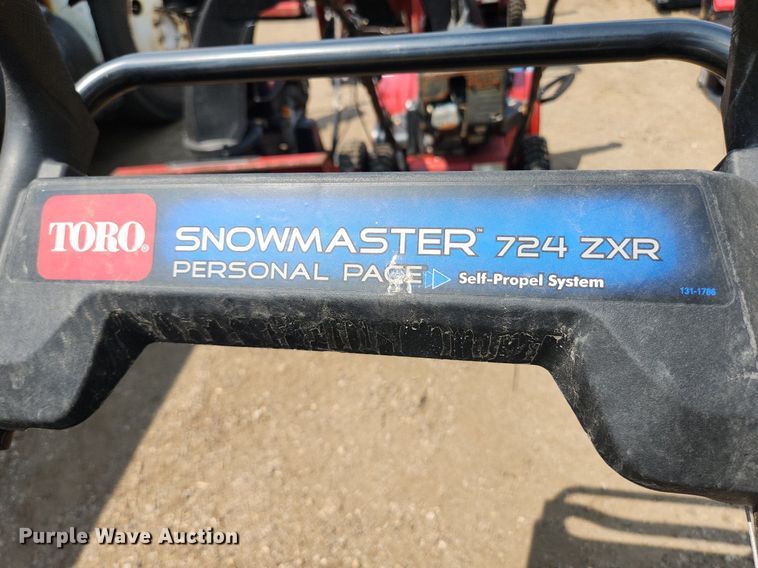 TORO®
SNOWMASTER™ 724 ZXR
PERSONAL PACE Self-Propel System
131-1786
Purple Wave Auction